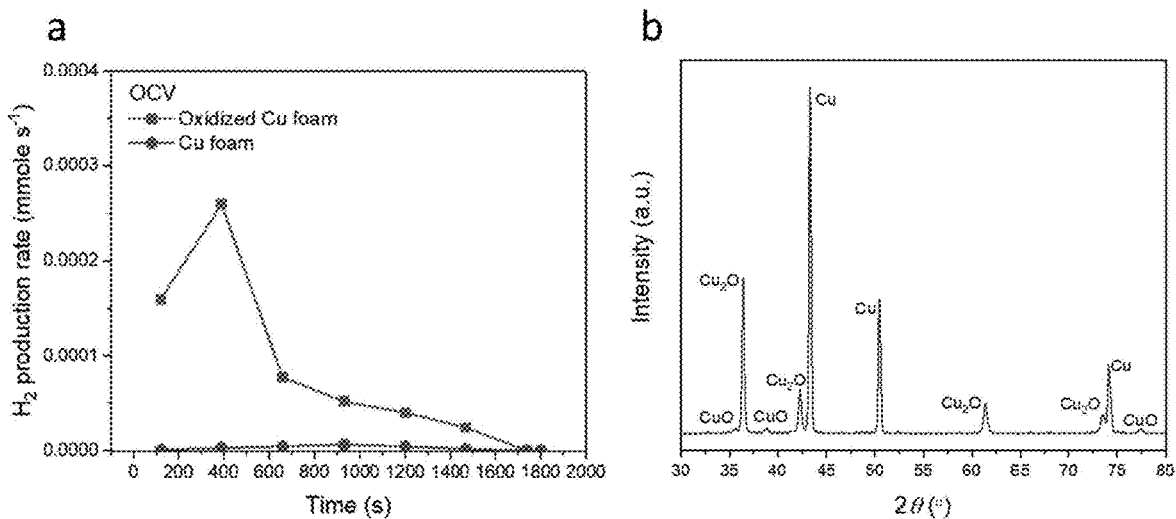 a
H₂ production rate (mmole s⁻¹)
0.0004
0.0003
0.0002
0.0001
0.0000
OCV
Oxidized Cu foam
Cu foam
0 200 400 600 800 1000 1200 1400 1600 1800 2000
Time (s)
b
Intensity (a.u.)
CuO
Cu₂O
CuO
Cu₂O
Cu
Cu
Cu₂O
Cu₂O
Cu
CuO
30 35 40 45 50 55 60 65 70 75 80
2θ (°)